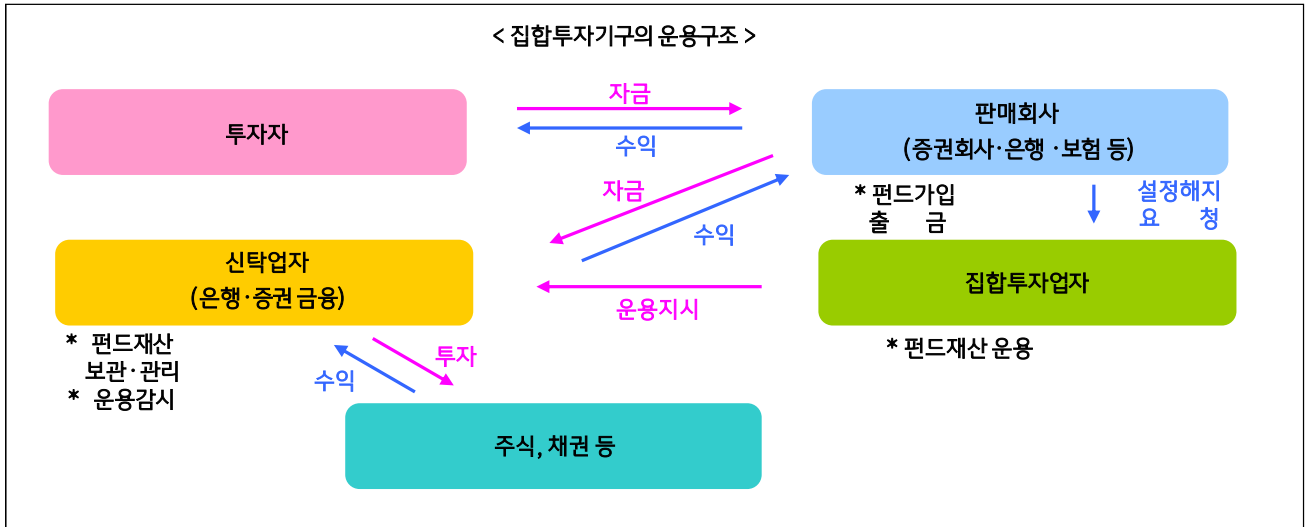 < 집합투자기구의 운용구조 >
자금
투자자
판매회사
(증권회사·은행 ·보험 등)
수익
자금
* 펀드가입
출 금
설정해지
요 청
수익
신탁업자
(은행·증권 금융)
집합투자업자
운용지시
* 펀드재산
보관·관리
* 운용감시
* 펀드재산 운용
투자
수익
주식, 채권 등